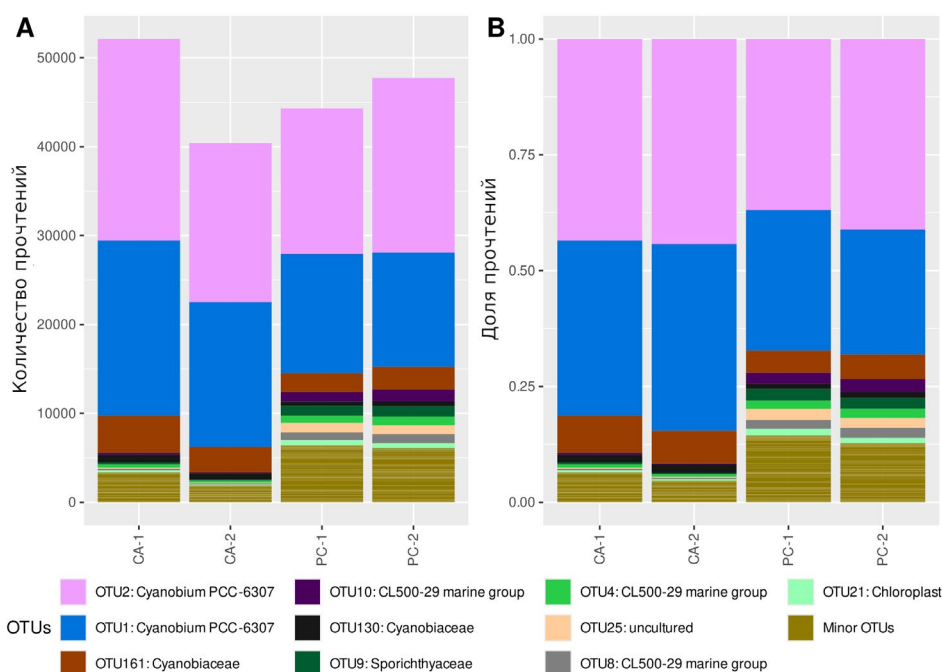 A
B
Количество прочтений
50000
40000
30000
20000
10000
0
CA-1
CA-2
PC-1
PC-2
Доля прочтений
1.00
0.75
0.50
0.25
0.00
CA-1
CA-2
PC-1
PC-2
OTUs
OTU2: Cyanobium PCC-6307
OTU1: Cyanobium PCC-6307
OTU161: Cyanobiaceae
OTU10: CL500-29 marine group
OTU130: Cyanobiaceae
OTU9: Sporichthyaceae
OTU4: CL500-29 marine group
OTU25: uncultured
OTU8: CL500-29 marine group
OTU21: Chloroplast
Minor OTUs